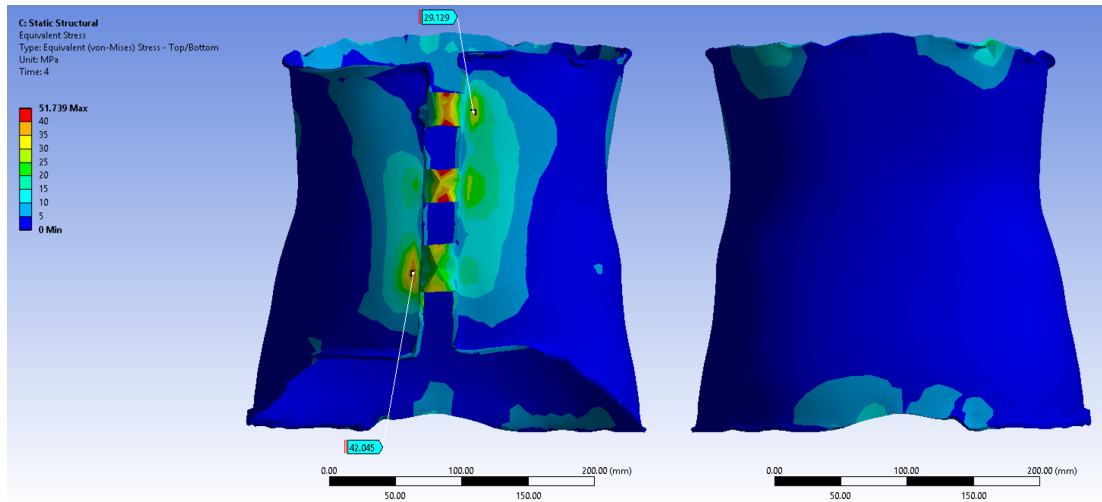 C: Static Structural
Equivalent Stress
Type: Equivalent (von-Mises) Stress - Top/Bottom
Unit: MPa
Time: 4
51.739 Max
40
35
30
25
20
15
10
5
0 Min
29.129
42.045
0.00 100.00 200.00 (mm)
50.00 150.00
0.00 100.00 200.00 (mm)
50.00 150.00